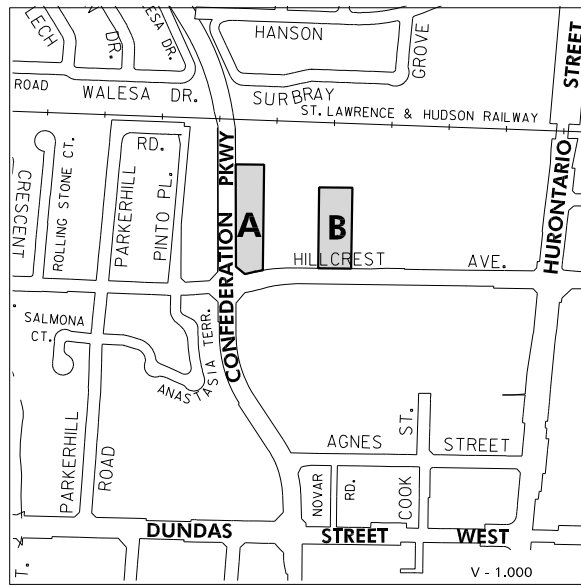 LECH
DR.
ESA DR.
HANSON
GROVE
STREET
ROAD
WALESA DR.
SURBRAY
ST. LAWRENCE & HUDSON RAILWAY
CRESCENT
ROLLING STONE CT.
PARKERHILL
RD.
PINTO PL.
CONFEDERATION PKWY
A
B
HURONTARIO
HILLCREST AVE.
SALMONA
CT.
ANASTASIA TERR.
PARKERHILL
ROAD
AGNES STREET
NOVAR
RD.
COOK
ST.
DUNDAS STREET WEST
T.
V - 1.000